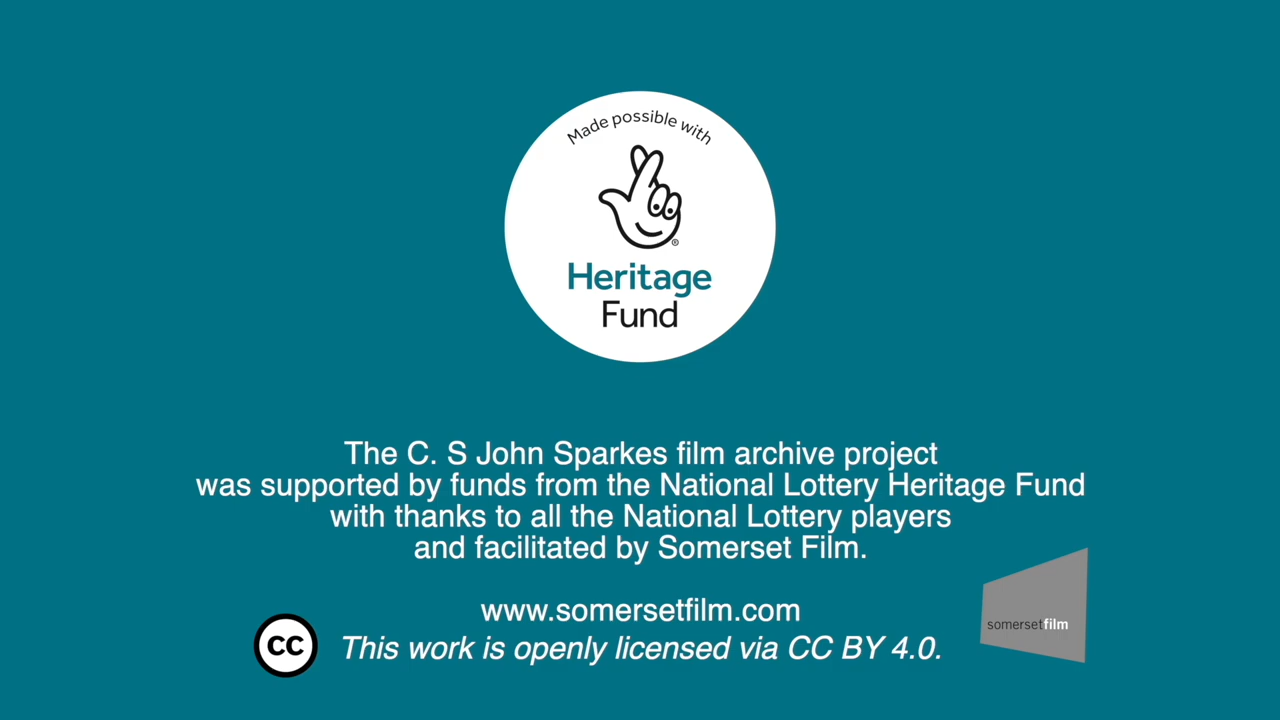 Made possible with
®
Heritage
Fund
The C. S John Sparkes film archive project
was supported by funds from the National Lottery Heritage Fund
with thanks to all the National Lottery players
and facilitated by Somerset Film.
somersetfilm
www.somersetfilm.com
cc
This work is openly licensed via CC BY 4.0.